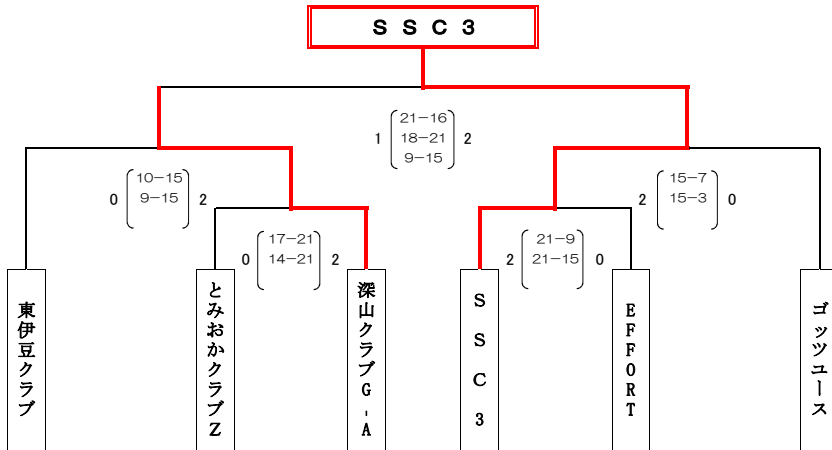 SSC3
21-16
1 18-21 2
9-15
10-15
0 9-15 2
15-7
2 15-3 0
17-21
0 14-21 2
21-9
2 21-15 0
東伊豆クラブ
とみおかクラブZ
深山クラブG-A
SSC3
EFFORT
ゴッツユース